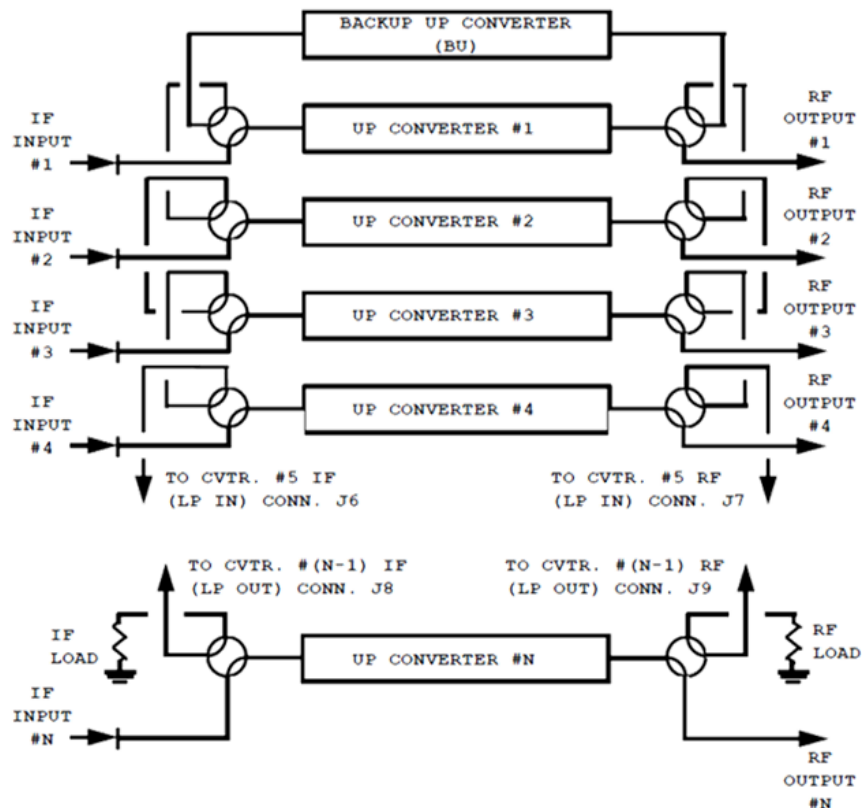 BACKUP UP CONVERTER
(BU)
IF
INPUT
#1
UP CONVERTER #1
RF
OUTPUT
#1
IF
INPUT
#2
UP CONVERTER #2
RF
OUTPUT
#2
IF
INPUT
#3
UP CONVERTER #3
RF
OUTPUT
#3
IF
INPUT
#4
UP CONVERTER #4
RF
OUTPUT
#4
TO CVTR. #5 IF
(LP IN) CONN. J6
TO CVTR. #5 RF
(LP IN) CONN. J7
TO CVTR. #(N-1) IF
(LP OUT) CONN. J8
TO CVTR. #(N-1) RF
(LP OUT) CONN. J9
IF
LOAD
UP CONVERTER #N
RF
LOAD
IF
INPUT
#N
RF
OUTPUT
#N